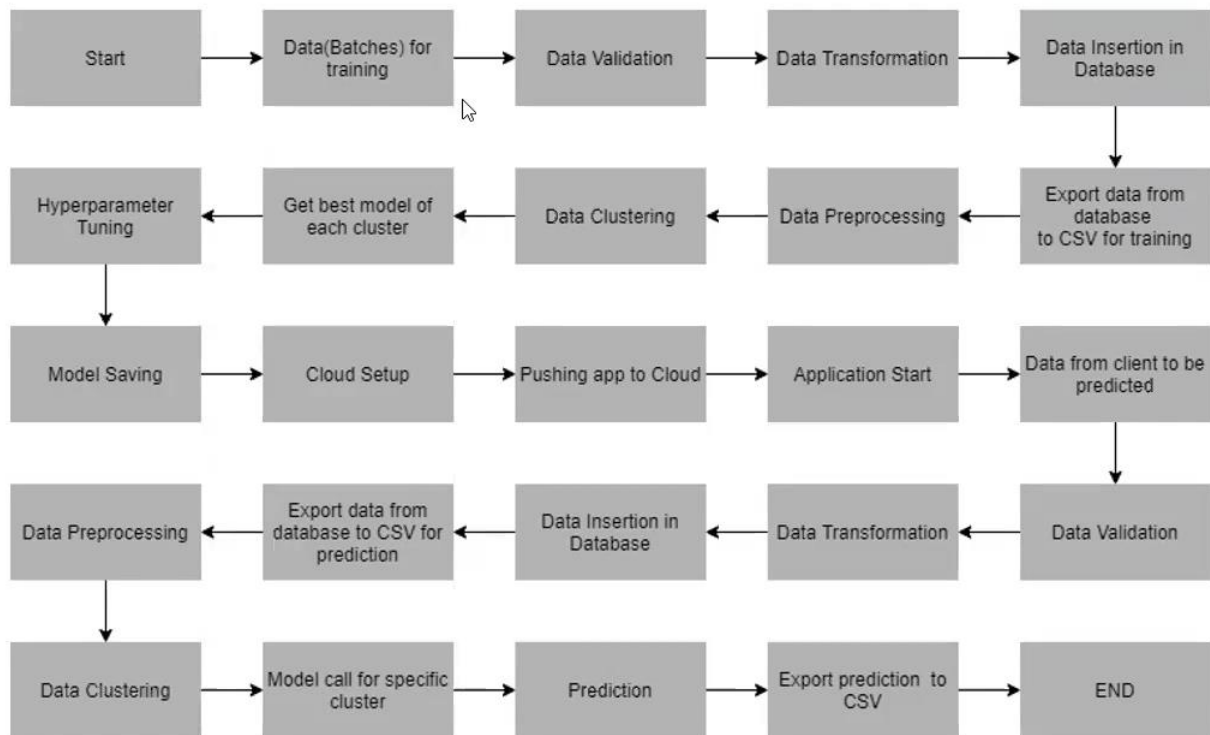 Start
Data(Batches) for
training
Data Validation
Data Transformation
Data Insertion in
Database
Hyperparameter
Tuning
Get best model of
each cluster
Data Clustering
Data Preprocessing
Export data from
database
to CSV for training
Model Saving
Cloud Setup
Pushing app to Cloud
Application Start
Data from client to be
predicted
Data Preprocessing
Export data from
database to CSV for
prediction
Data Insertion in
Database
Data Transformation
Data Validation
Data Clustering
Model call for specific
cluster
Prediction
Export prediction to
CSV
END